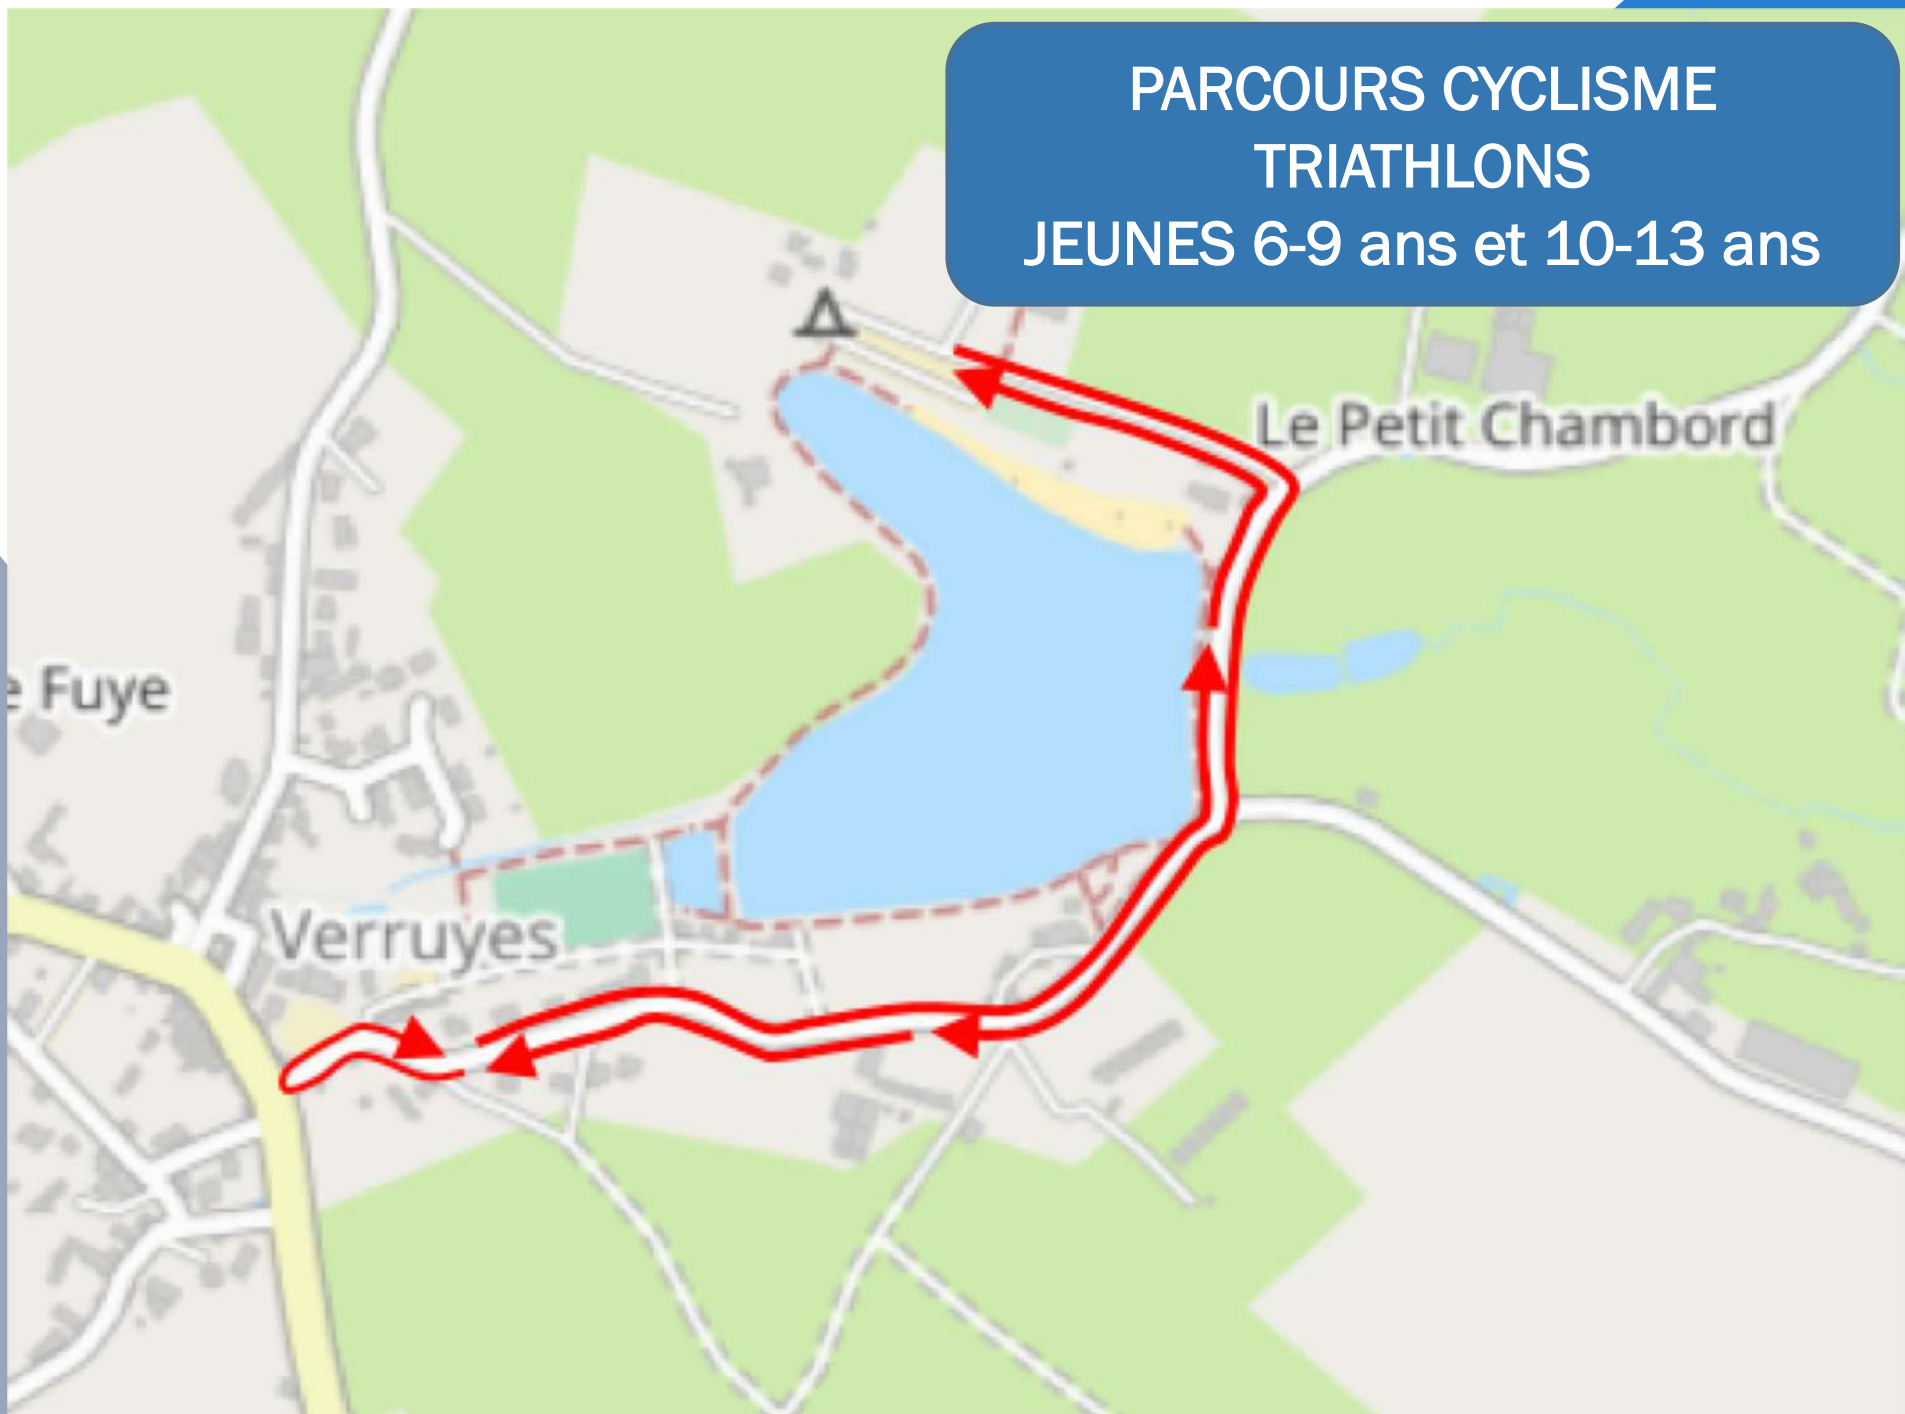 PARCOURS CYCLISME
TRIATHLONS
JEUNES 6-9 ans et 10-13 ans
Le Petit Chambord
e Fuye
Verruyes